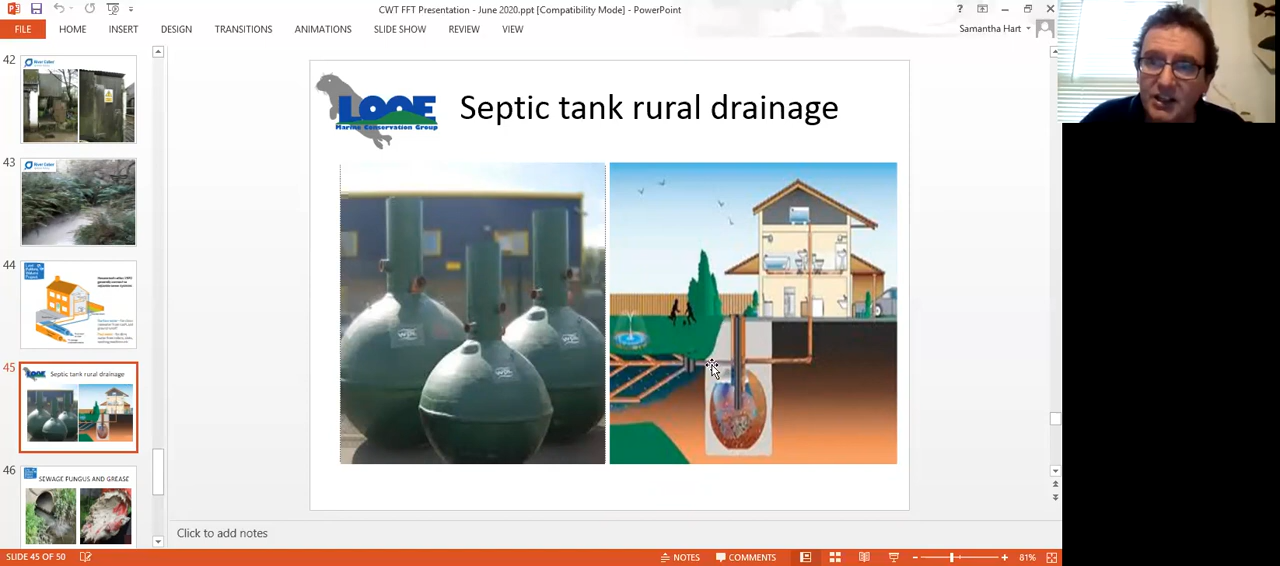 CWT FFT Presentation - June 2020.ppt [Compatibility Mode] - PowerPoint
FILE HOME INSERT DESIGN TRANSITIONS ANIMATIONS SLIDE SHOW REVIEW VIEW
Samantha Hart
42
43
44
45
Septic tank rural drainage
46
SEWAGE FUNGUS AND GREASE
LOOE
Marine Conservation Group
Septic tank rural drainage
Click to add notes
SLIDE 45 OF 50
NOTES
COMMENTS
81%